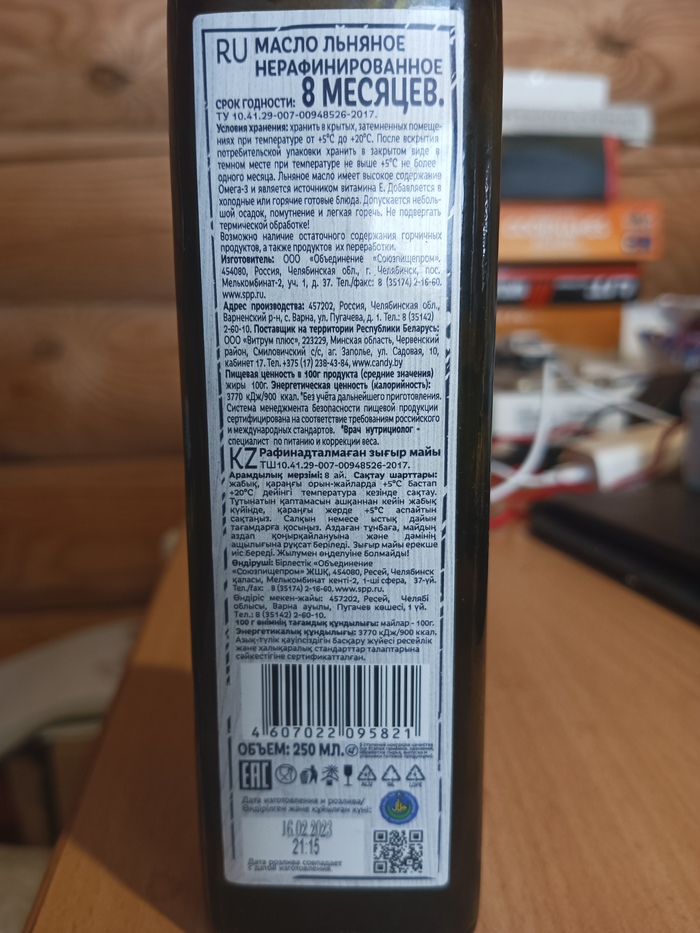 RU МАСЛО ЛЬНЯНОЕ
НЕРАФИНИРОВАННОЕ
СРОК ГОДНОСТИ: 8 МЕСЯЦЕВ.
ТУ 10.41.29-007-00948526-2017.
Условия хранения: хранить в крытых, затемненных помеще-
ниях при температуре от +5°С до +20°С. После вскрытия
потребительской упаковки хранить в закрытом виде в
темном месте при температуре не выше +5°С не более
одного месяца. Льняное масло имеет высокое содержание
Омега-3 и является источником витамина Е. Добавляется в
холодные или горячие готовые блюда. Допускается неболь-
шой осадок, помутнение и легкая горечь. Не подвергать
термической обработке!
Возможно наличие остаточного содержания горчичных
продуктов, а также продуктов их переработки.
Изготовитель: ООО «Объединение «Союзпищепром»,
454080, Россия, Челябинская обл., г. Челябинск, пос.
Мелькомбинат-2, уч. 1, д. 37. Тел./факс: 8 (35174) 2-16-60.
www.spp.ru.
Адрес производства: 457202, Россия, Челябинская обл.,
Варненский р-н, с. Варна, ул. Пугачева, д. 1. Тел.: 8 (35142)
2-60-10. Поставщик на территории Республики Беларусь:
ООО «Витрум плюс», 223229, Минская область, Червенский
район, Смиловичский с/с, аг. Заполье, ул. Садовая, 10,
кабинет 17. Тел. +375 (17) 238-43-84, www.candy.by
Пищевая ценность в 100г продукта (средние значения)
жиры 100г. Энергетическая ценность (калорийность):
3770 кДж/900 ккал. *Без учёта дальнейшего приготовления.
Система менеджмента безопасности пищевой продукции
сертифицирована на соответствие требованиям российского
и международных стандартов. *Врач нутрициолог -
специалист по питанию и коррекции веса.
KZ Рафинадталмаған зығыр майы
ТШ10.41.29-007-00948526-2017.
Арамдылық мерзімі: 8 ай. Сақтау шарттары:
жабық, қараңғы орын-жайларда +5°С Бастап
+20°С дейінгі температура кезінде сақтау.
Тұтынатын қаптамасын ашқаннан кейін жабық
күйінде, қараңғы жерде +5°С аспайтын
сақтаңыз. Салқын немесе ыстық дайын
тағамдарға қосыңыз. Аздаған тұнбаға, майдың
аздап қоңырқайлануына және дәмінің
ащылығына рұқсат беріледі. Зығыр майы ерекше
иіс береді. Жылумен өңделуіне болмайды!
Өндіруші: Бірлестік «Объединение
«Союзпищепром» ЖШҚ, 454080, Ресей, Челябинск
қаласы, Мелькомбинат кенті-2, 1-ші сфера, 37-үй.
Тел./fax: 8 (35174) 2-16-60, www.spp.ru.
Өндіріс мекен-жайы: 457202, Ресей, Челябі
облысы, Варна ауылы, Пугачев көшесі, 1 үй.
Тел.: 8 (35142) 2-60-10.
100 г өнімнің тағамдық құндылығы: майлар - 100г.
Энергетикалық құндылығы: 3770 кДж/900 ккал.
Азық-түлік қауіпсіздігін басқару жүйесі ресейлік
және халықаралық стандарттар талаптарына
сәйкестігіне сертификатталған.
4 607022 095821
ОБЪЕМ: 250 МЛ.
EAC
Дата изготовления и розлива/
Өндірілген және құйылған күні:
16.02.2023
21:15
Дата розлива совпадает
с датой изготовления.